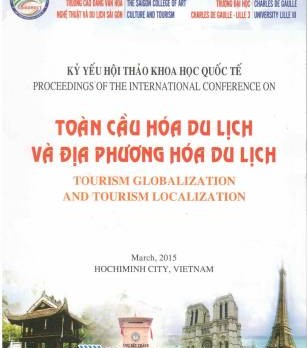 TRƯỜNG CAO ĐẲNG VĂN HÓA
NGHỆ THUẬT VÀ DU LỊCH SÀI GÒN
THE SAIGON COLLEGE OF ART
CULTURE AND TOURISM
TRƯỜNG ĐẠI HỌC
CHARLES DE GAULLE - LILLE 3
CHARLES DE GAULLE
UNIVERSITY LILLE III
KỶ YẾU HỘI THẢO KHOA HỌC QUỐC TẾ
PROCEEDINGS OF THE INTERNATIONAL CONFERENCE ON
TOÀN CẦU HÓA DU LỊCH
VÀ ĐỊA PHƯƠNG HÓA DU LỊCH
TOURISM GLOBALIZATION
AND TOURISM LOCALIZATION
March, 2015
HOCHIMINH CITY, VIETNAM